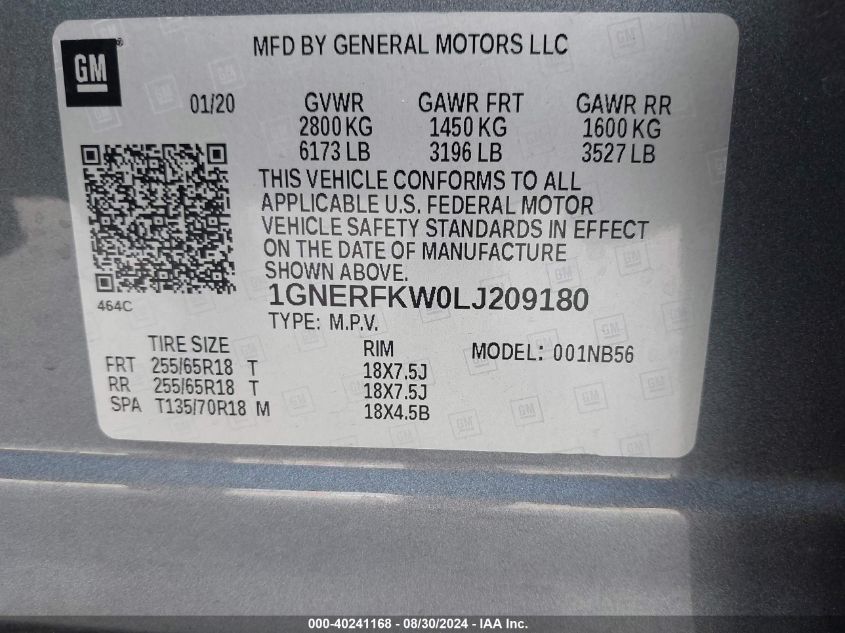 GM
MFD BY GENERAL MOTORS LLC
01/20 GVWR GAWR FRT GAWR RR
2800 KG 1450 KG 1600 KG
6173 LB 3196 LB 3527 LB
THIS VEHICLE CONFORMS TO ALL
APPLICABLE U.S. FEDERAL MOTOR
VEHICLE SAFETY STANDARDS IN EFFECT
ON THE DATE OF MANUFACTURE
SHOWN ABOVE.
464C
1GNERFKW0LJ209180
TYPE: M.P.V.
TIRE SIZE RIM MODEL: 001NB56
FRT 255/65R18 T 18X7.5J
RR 255/65R18 T 18X7.5J
SPA T135/70R18 M 18X4.5B
000-40241168 - 08/30/2024 - IAA Inc.